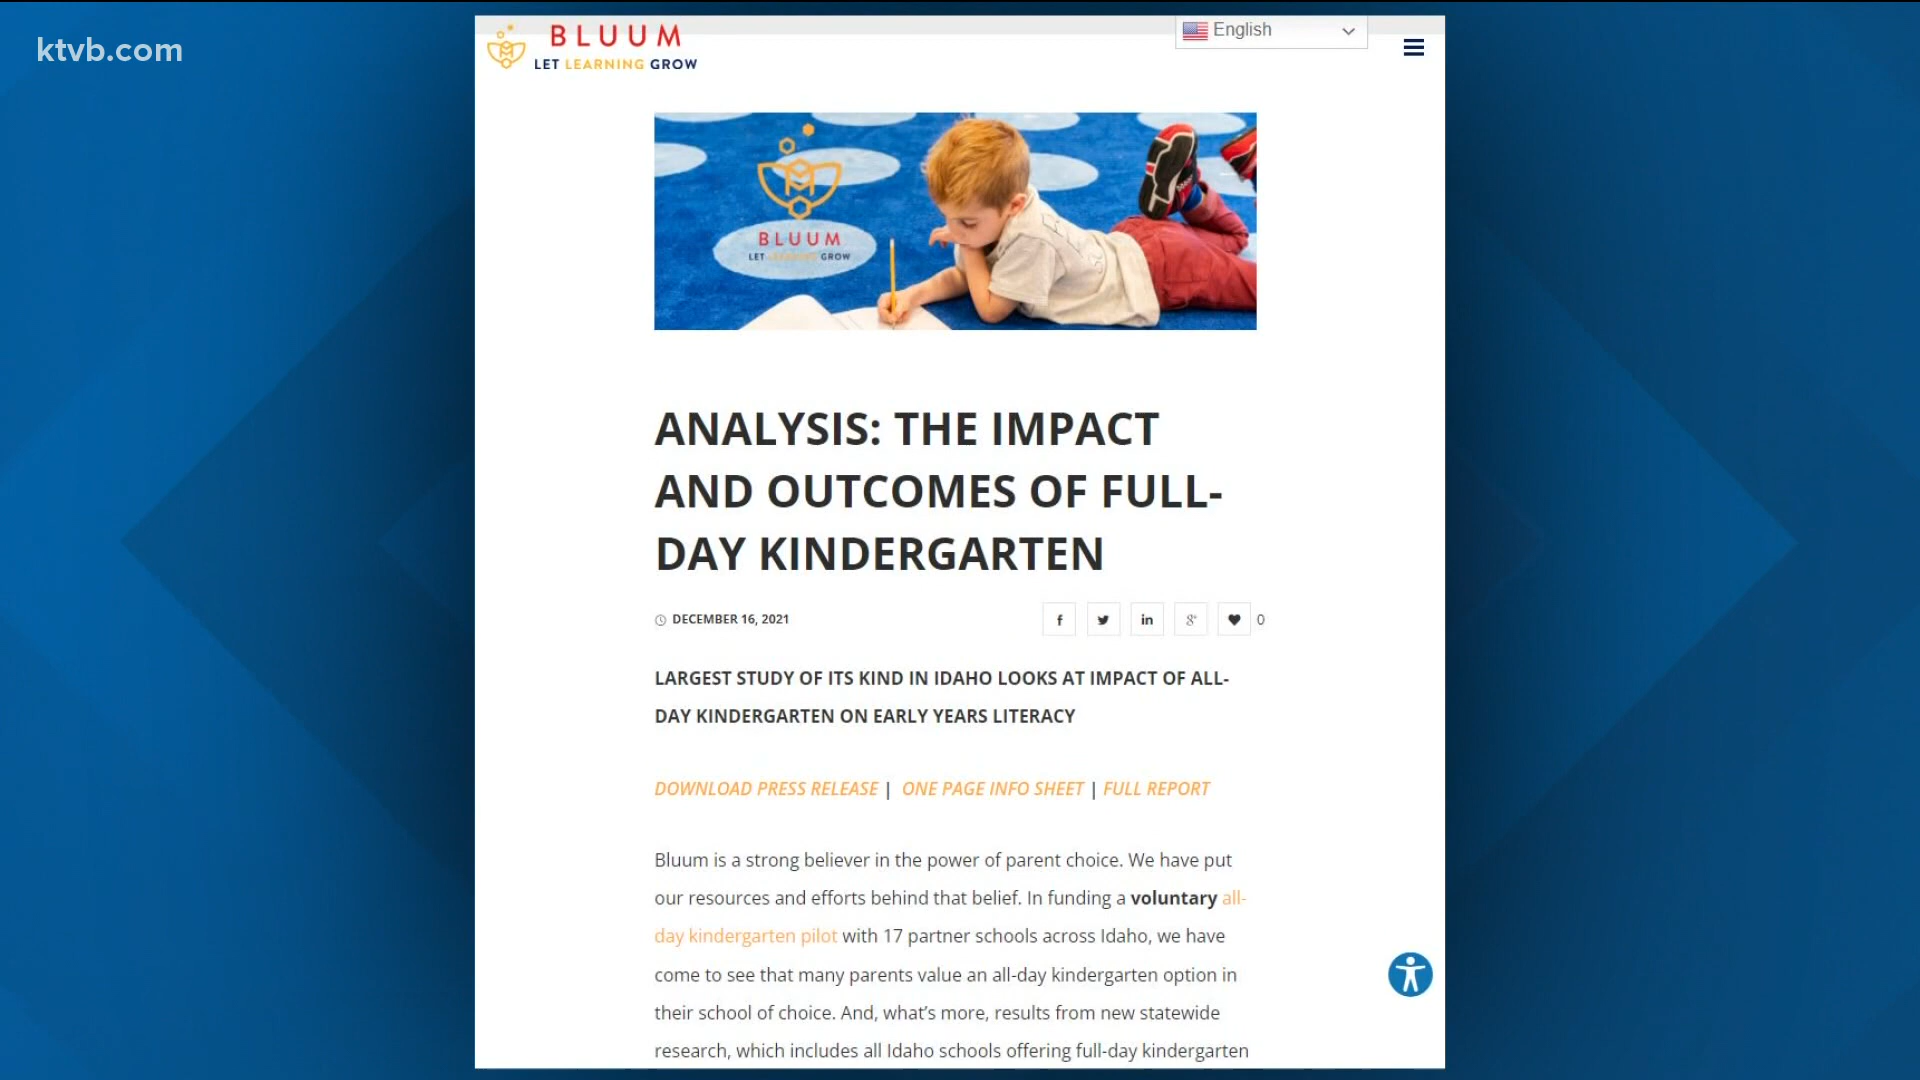 ktvb.com
BLUUM
LET LEARNING GROW
English
BLUUM
LET LEARNING GROW
ANALYSIS: THE IMPACT
AND OUTCOMES OF FULL-
DAY KINDERGARTEN
DECEMBER 16, 2021
f in g+ 0
LARGEST STUDY OF ITS KIND IN IDAHO LOOKS AT IMPACT OF ALL-
DAY KINDERGARTEN ON EARLY YEARS LITERACY
DOWNLOAD PRESS RELEASE | ONE PAGE INFO SHEET | FULL REPORT
Bluum is a strong believer in the power of parent choice. We have put
our resources and efforts behind that belief. In funding a voluntary all-
day kindergarten pilot with 17 partner schools across Idaho, we have
come to see that many parents value an all-day kindergarten option in
their school of choice. And, what's more, results from new statewide
research, which includes all Idaho schools offering full-day kindergarten